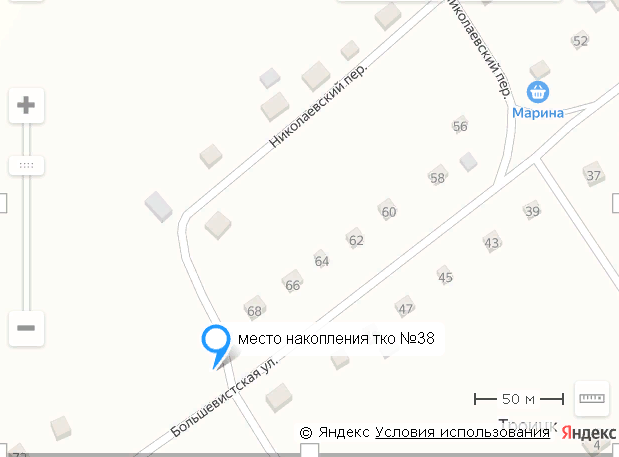 Николаевский пер.
52
Николаевский пер.
Марина
56
58
37
60
39
62
43
64
45
66
47
68
место накопления тко №38
Большевистская ул.
50 м
Троицк
© Яндекс Условия использования Яндекс
4